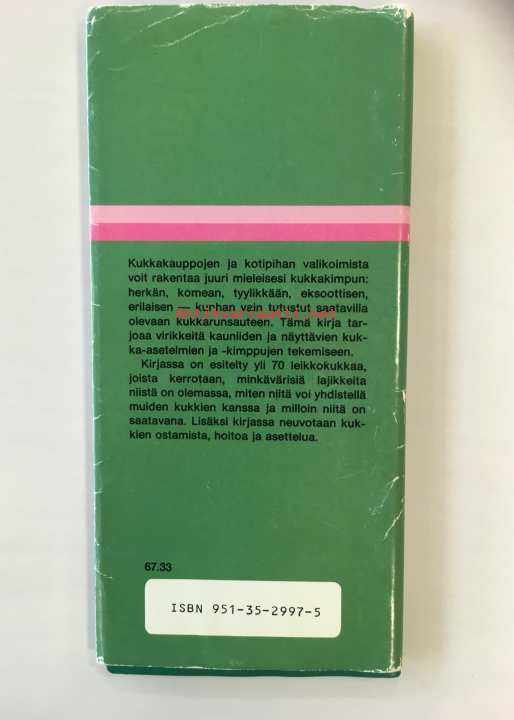 Kukkakauppojen ja kotipihan valikoimista
voit rakentaa juuri mieleisesi kukkakimpun:
herkän, komean, tyylikkään, eksoottisen,
erilaisen — kunhan vain tutustut saatavilla
olevaan kukkarunsauteen. Tämä kirja tar-
joaa virikkeitä kauniiden ja näyttävien kuk-
ka-asetelmien ja -kimppujen tekemiseen.
Kirjassa on esitelty yli 70 leikkokukkaa,
joista kerrotaan, minkävärisiä lajikkeita
niistä on olemassa, miten niitä voi yhdistellä
muiden kukkien kanssa ja milloin niitä on
saatavana. Lisäksi kirjassa neuvotaan kuk-
kien ostamista, hoitoa ja asettelua.
67.33
ISBN 951-35-2997-5